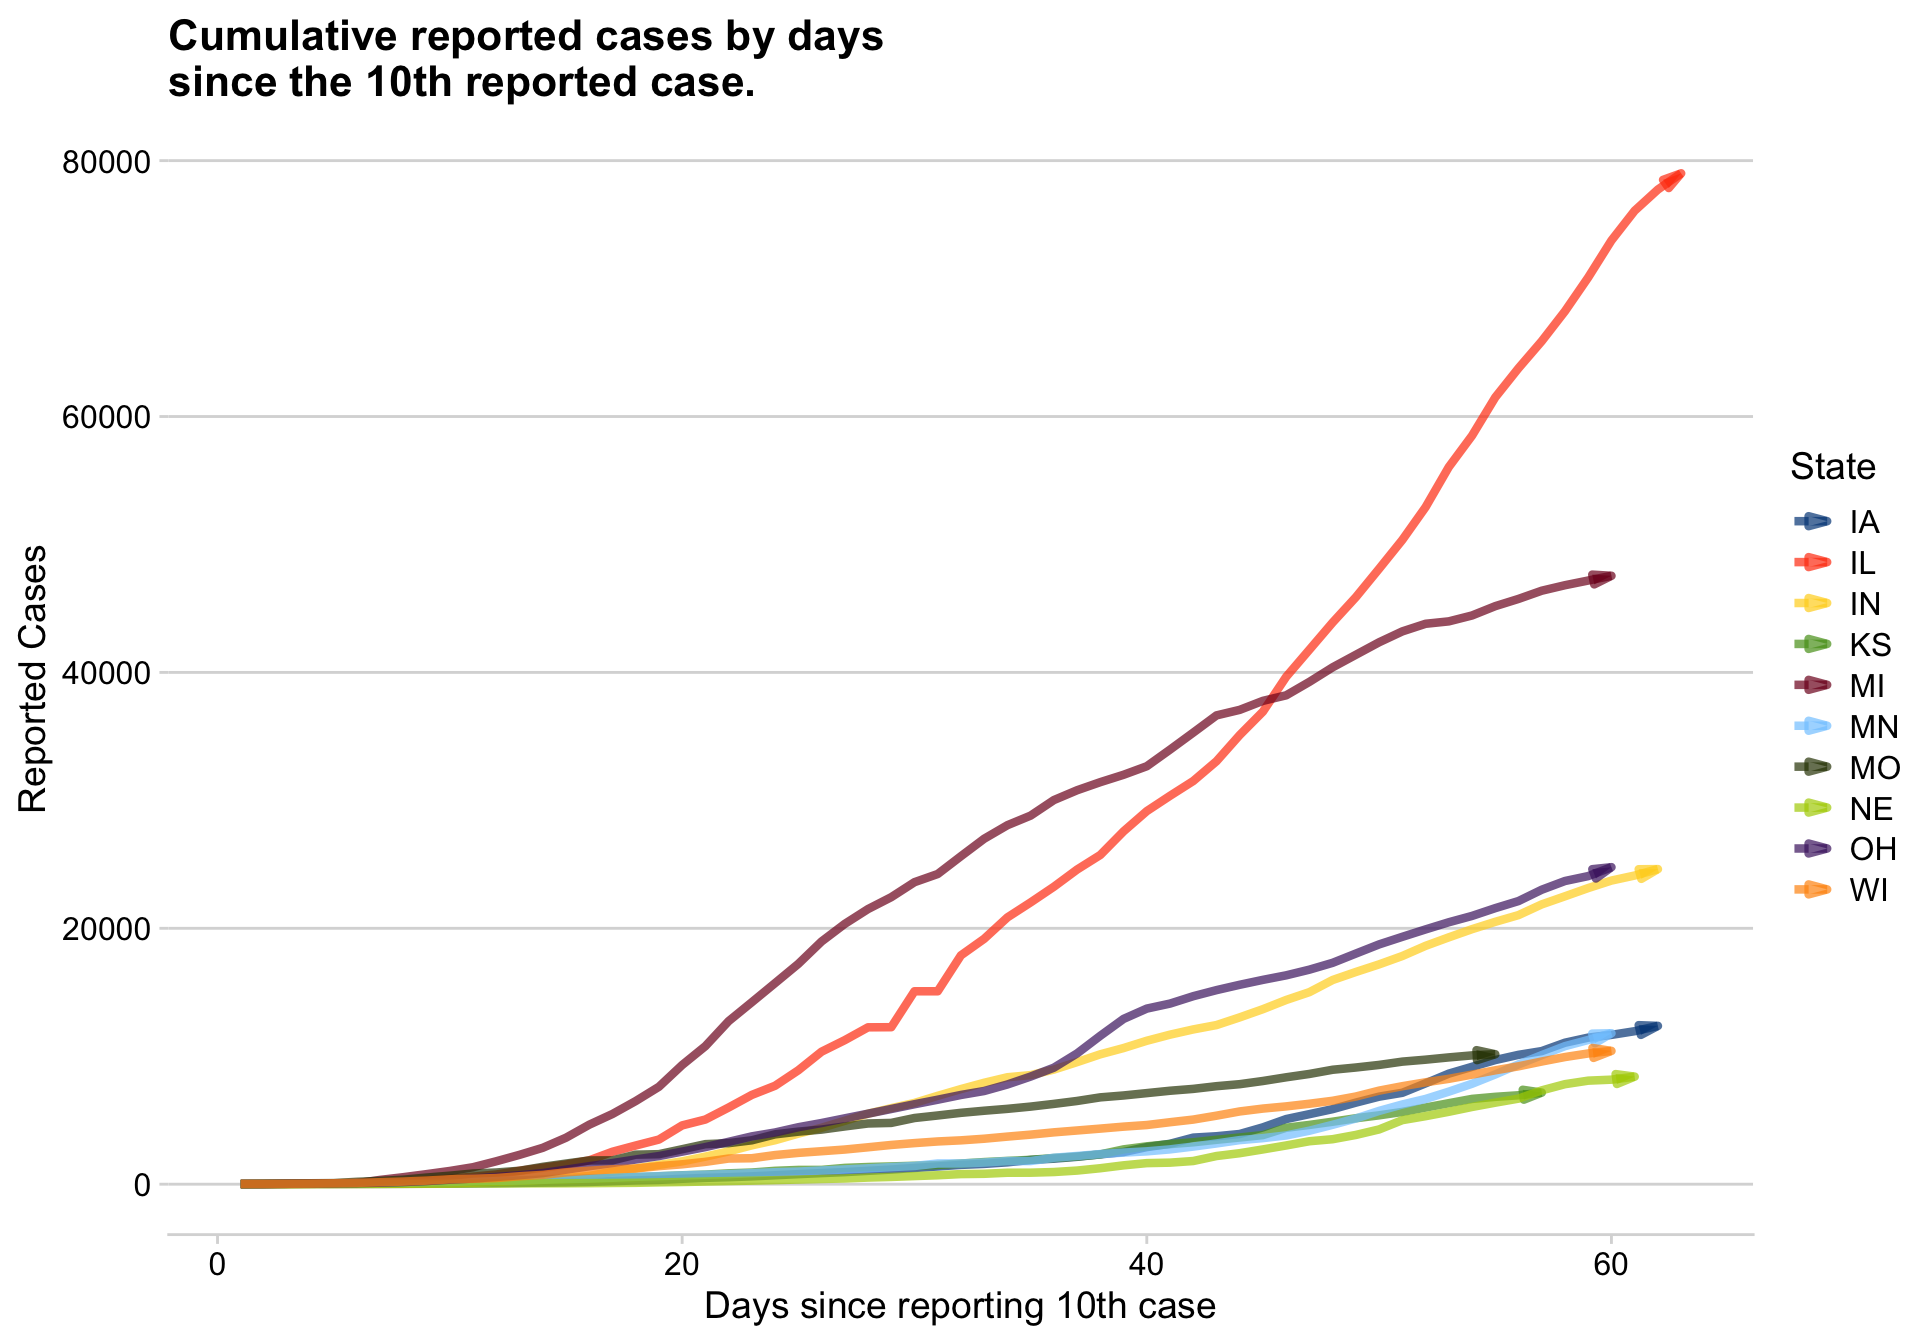 Cumulative reported cases by days
since the 10th reported case.
80000
60000
40000
20000
0
Reported Cases
0
20
40
60
Days since reporting 10th case
State
IA
IL
IN
KS
MI
MN
MO
NE
OH
WI